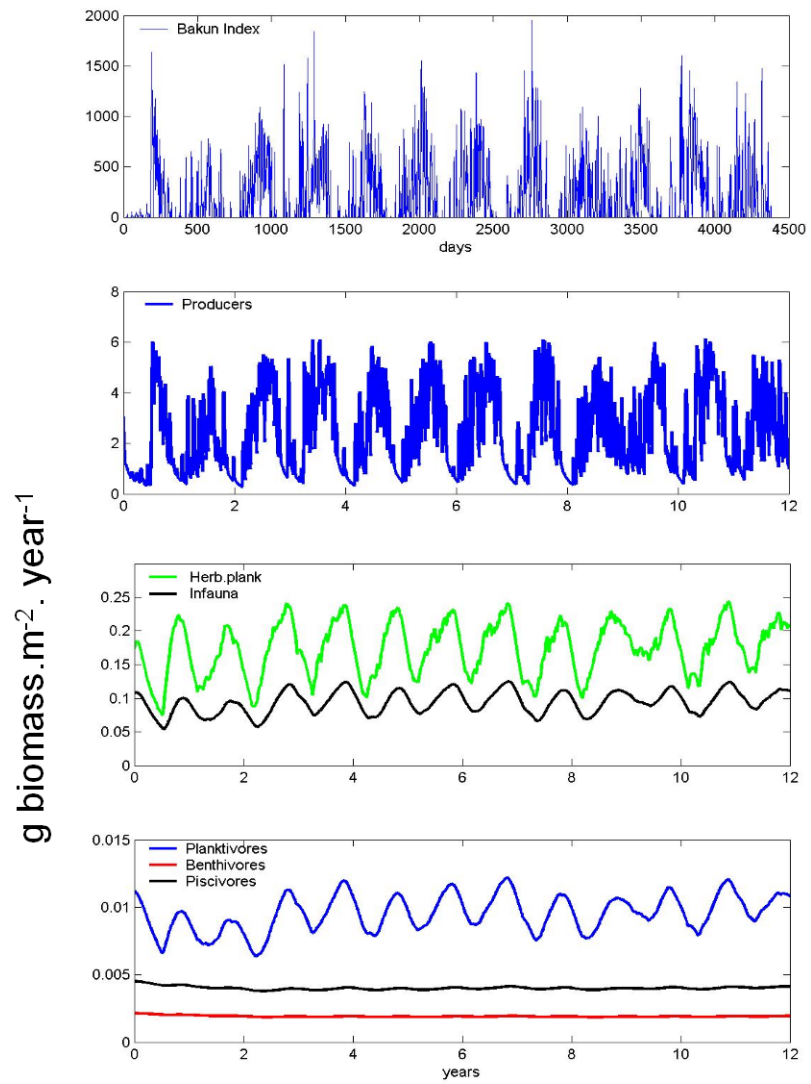 2000
Bakun Index
1500
1000
500
0
0 500 1000 1500 2000 2500 3000 3500 4000 4500
days
8
Producers
6
4
2
0
0 2 4 6 8 10 12
Herb.plank
0.25
Infauna
0.2
0.15
0.1
0.05
0
0 2 4 6 8 10 12
g biomass.m-2. year-1
0.015
Planktivores
Benthivores
Piscivores
0.01
0.005
0
0 2 4 6 8 10 12
years